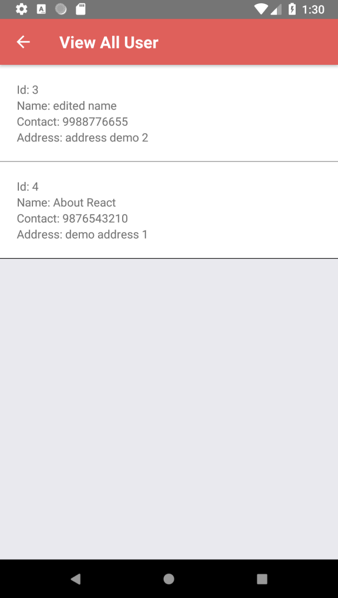 1:30
View All User
Id: 3
Name: edited name
Contact: 9988776655
Address: address demo 2
Id: 4
Name: About React
Contact: 9876543210
Address: demo address 1